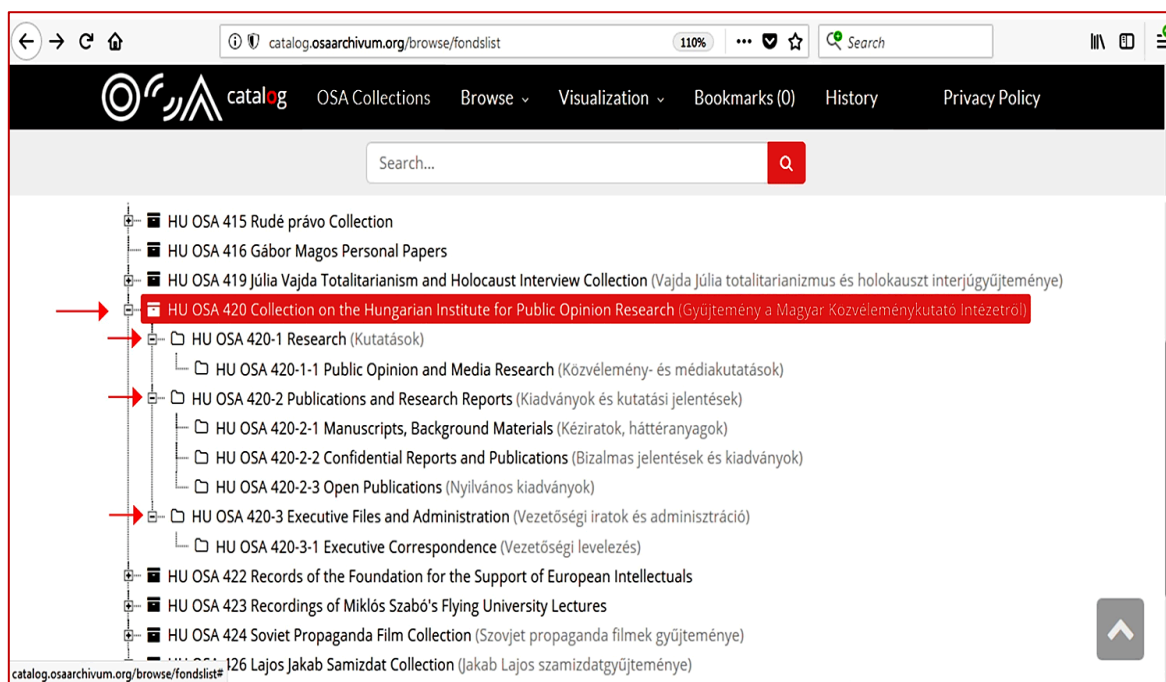 catalog.osaarchivum.org/browse/fondslist 110% Search
OSA catalog OSA Collections Browse Visualization Bookmarks (0) History Privacy Policy
Search...
HU OSA 415 Rudé právo Collection
HU OSA 416 Gábor Magos Personal Papers
HU OSA 419 Júlia Vajda Totalitarianism and Holocaust Interview Collection (Vajda Júlia totalitarianizmus és holokauszt interjúgyűjteménye)
HU OSA 420 Collection on the Hungarian Institute for Public Opinion Research (Gyűjtemény a Magyar Közvéleménykutató Intézetről)
HU OSA 420-1 Research (Kutatások)
HU OSA 420-1-1 Public Opinion and Media Research (Közvélemény- és médiakutatások)
HU OSA 420-2 Publications and Research Reports (Kiadványok és kutatási jelentések)
HU OSA 420-2-1 Manuscripts, Background Materials (Kéziratok, háttéranyagok)
HU OSA 420-2-2 Confidential Reports and Publications (Bizalmas jelentések és kiadványok)
HU OSA 420-2-3 Open Publications (Nyilvános kiadványok)
HU OSA 420-3 Executive Files and Administration (Vezetőségi iratok és adminisztráció)
HU OSA 420-3-1 Executive Correspondence (Vezetőségi levelezés)
HU OSA 422 Records of the Foundation for the Support of European Intellectuals
HU OSA 423 Recordings of Miklós Szabó's Flying University Lectures
HU OSA 424 Soviet Propaganda Film Collection (Szovjet propaganda filmek gyűjteménye)
426 Lajos Jakab Samizdat Collection (Jakab Lajos szamizdatgyűjteménye)
catalog.osaarchivum.org/browse/fondslist#